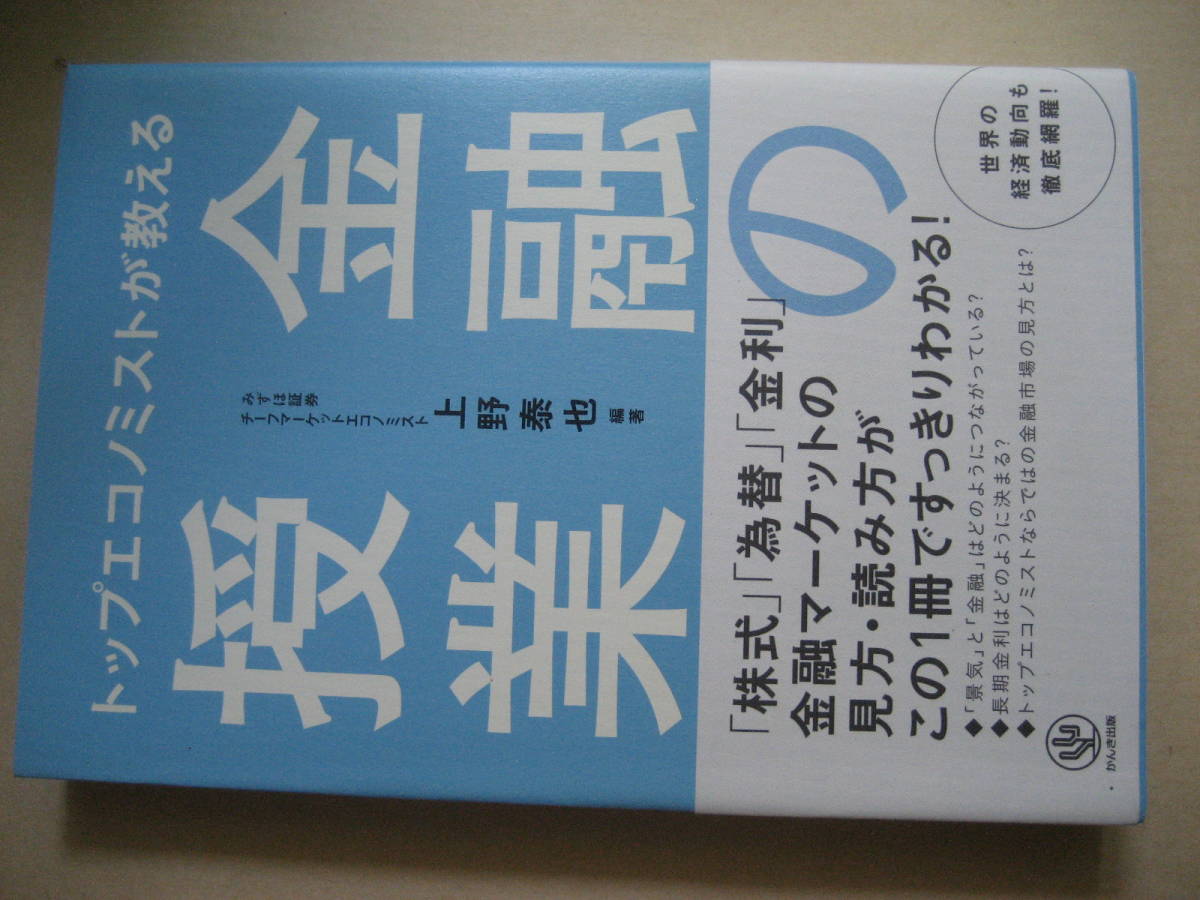 トップエコノミストが教える
金融の
授業
みずほ証券
チーフマーケットエコノミスト
上野泰也
編著
世界の
経済動向も
徹底網羅!
「株式」「為替」「金利」
金融マーケットの
見方・読み方が
この1冊ですっきりわかる!
◆「景気」と「金融」はどのようにつながっている?
◆長期金利はどのように決まる?
◆トップエコノミストならではの金融市場の見方とは?
かんき出版